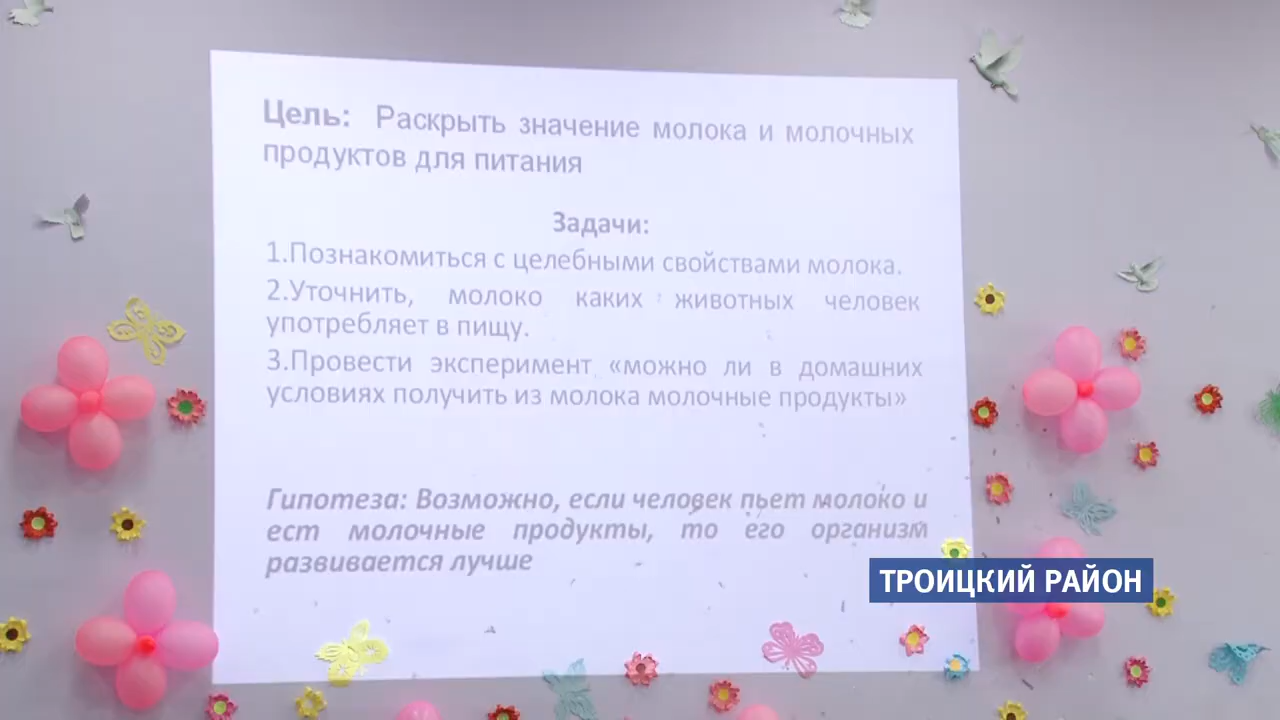 Цель: Раскрыть значение молока и молочных
продуктов для питания
Задачи:
1.Познакомиться с целебными свойствами молока.
2.Уточнить, молоко каких животных человек
употребляет в пищу.
3.Провести эксперимент «можно ли в домашних
условиях получить из молока молочные продукты»
Гипотеза: Возможно, если человек пьет молоко и
ест молочные продукты, то его организм
развивается лучше
ТРОИЦКИЙ РАЙОН